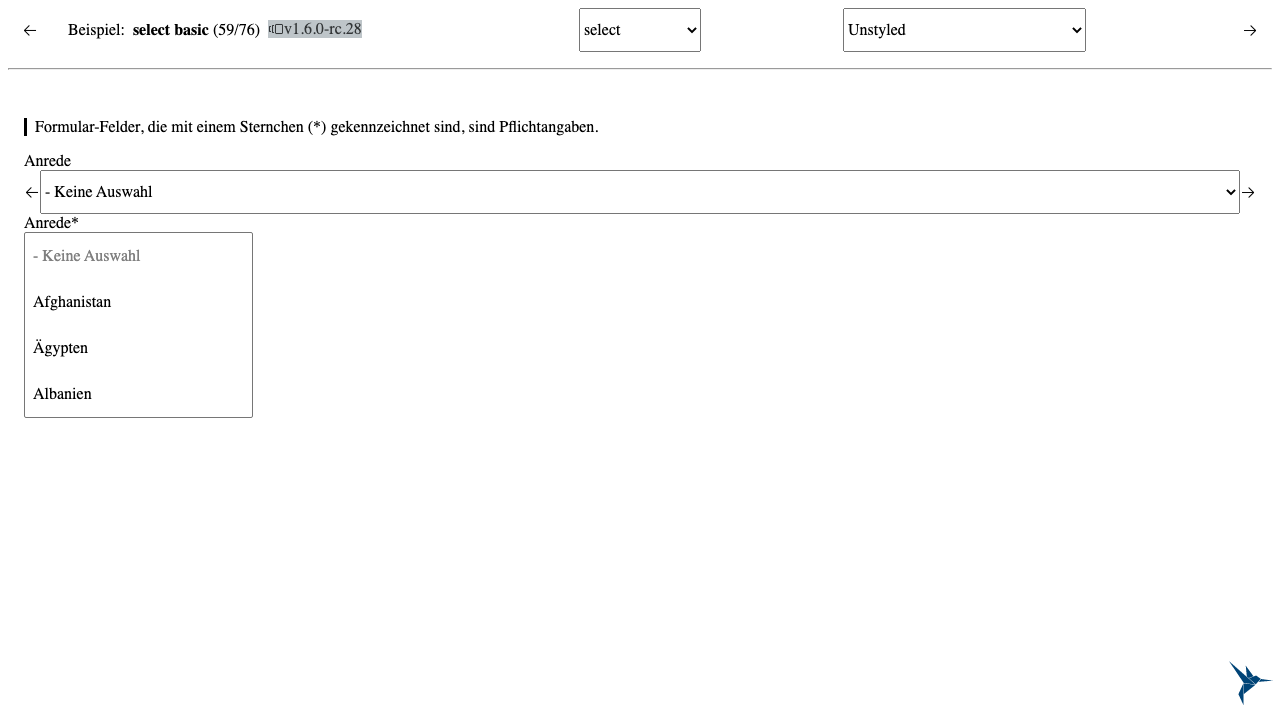 ← Beispiel: select basic (59/76) v1.6.0-rc.28 select Unstyled →
Formular-Felder, die mit einem Sternchen (*) gekennzeichnet sind, sind Pflichtangaben.
Anrede
← - Keine Auswahl →
Anrede*
- Keine Auswahl
Afghanistan
Ägypten
Albanien